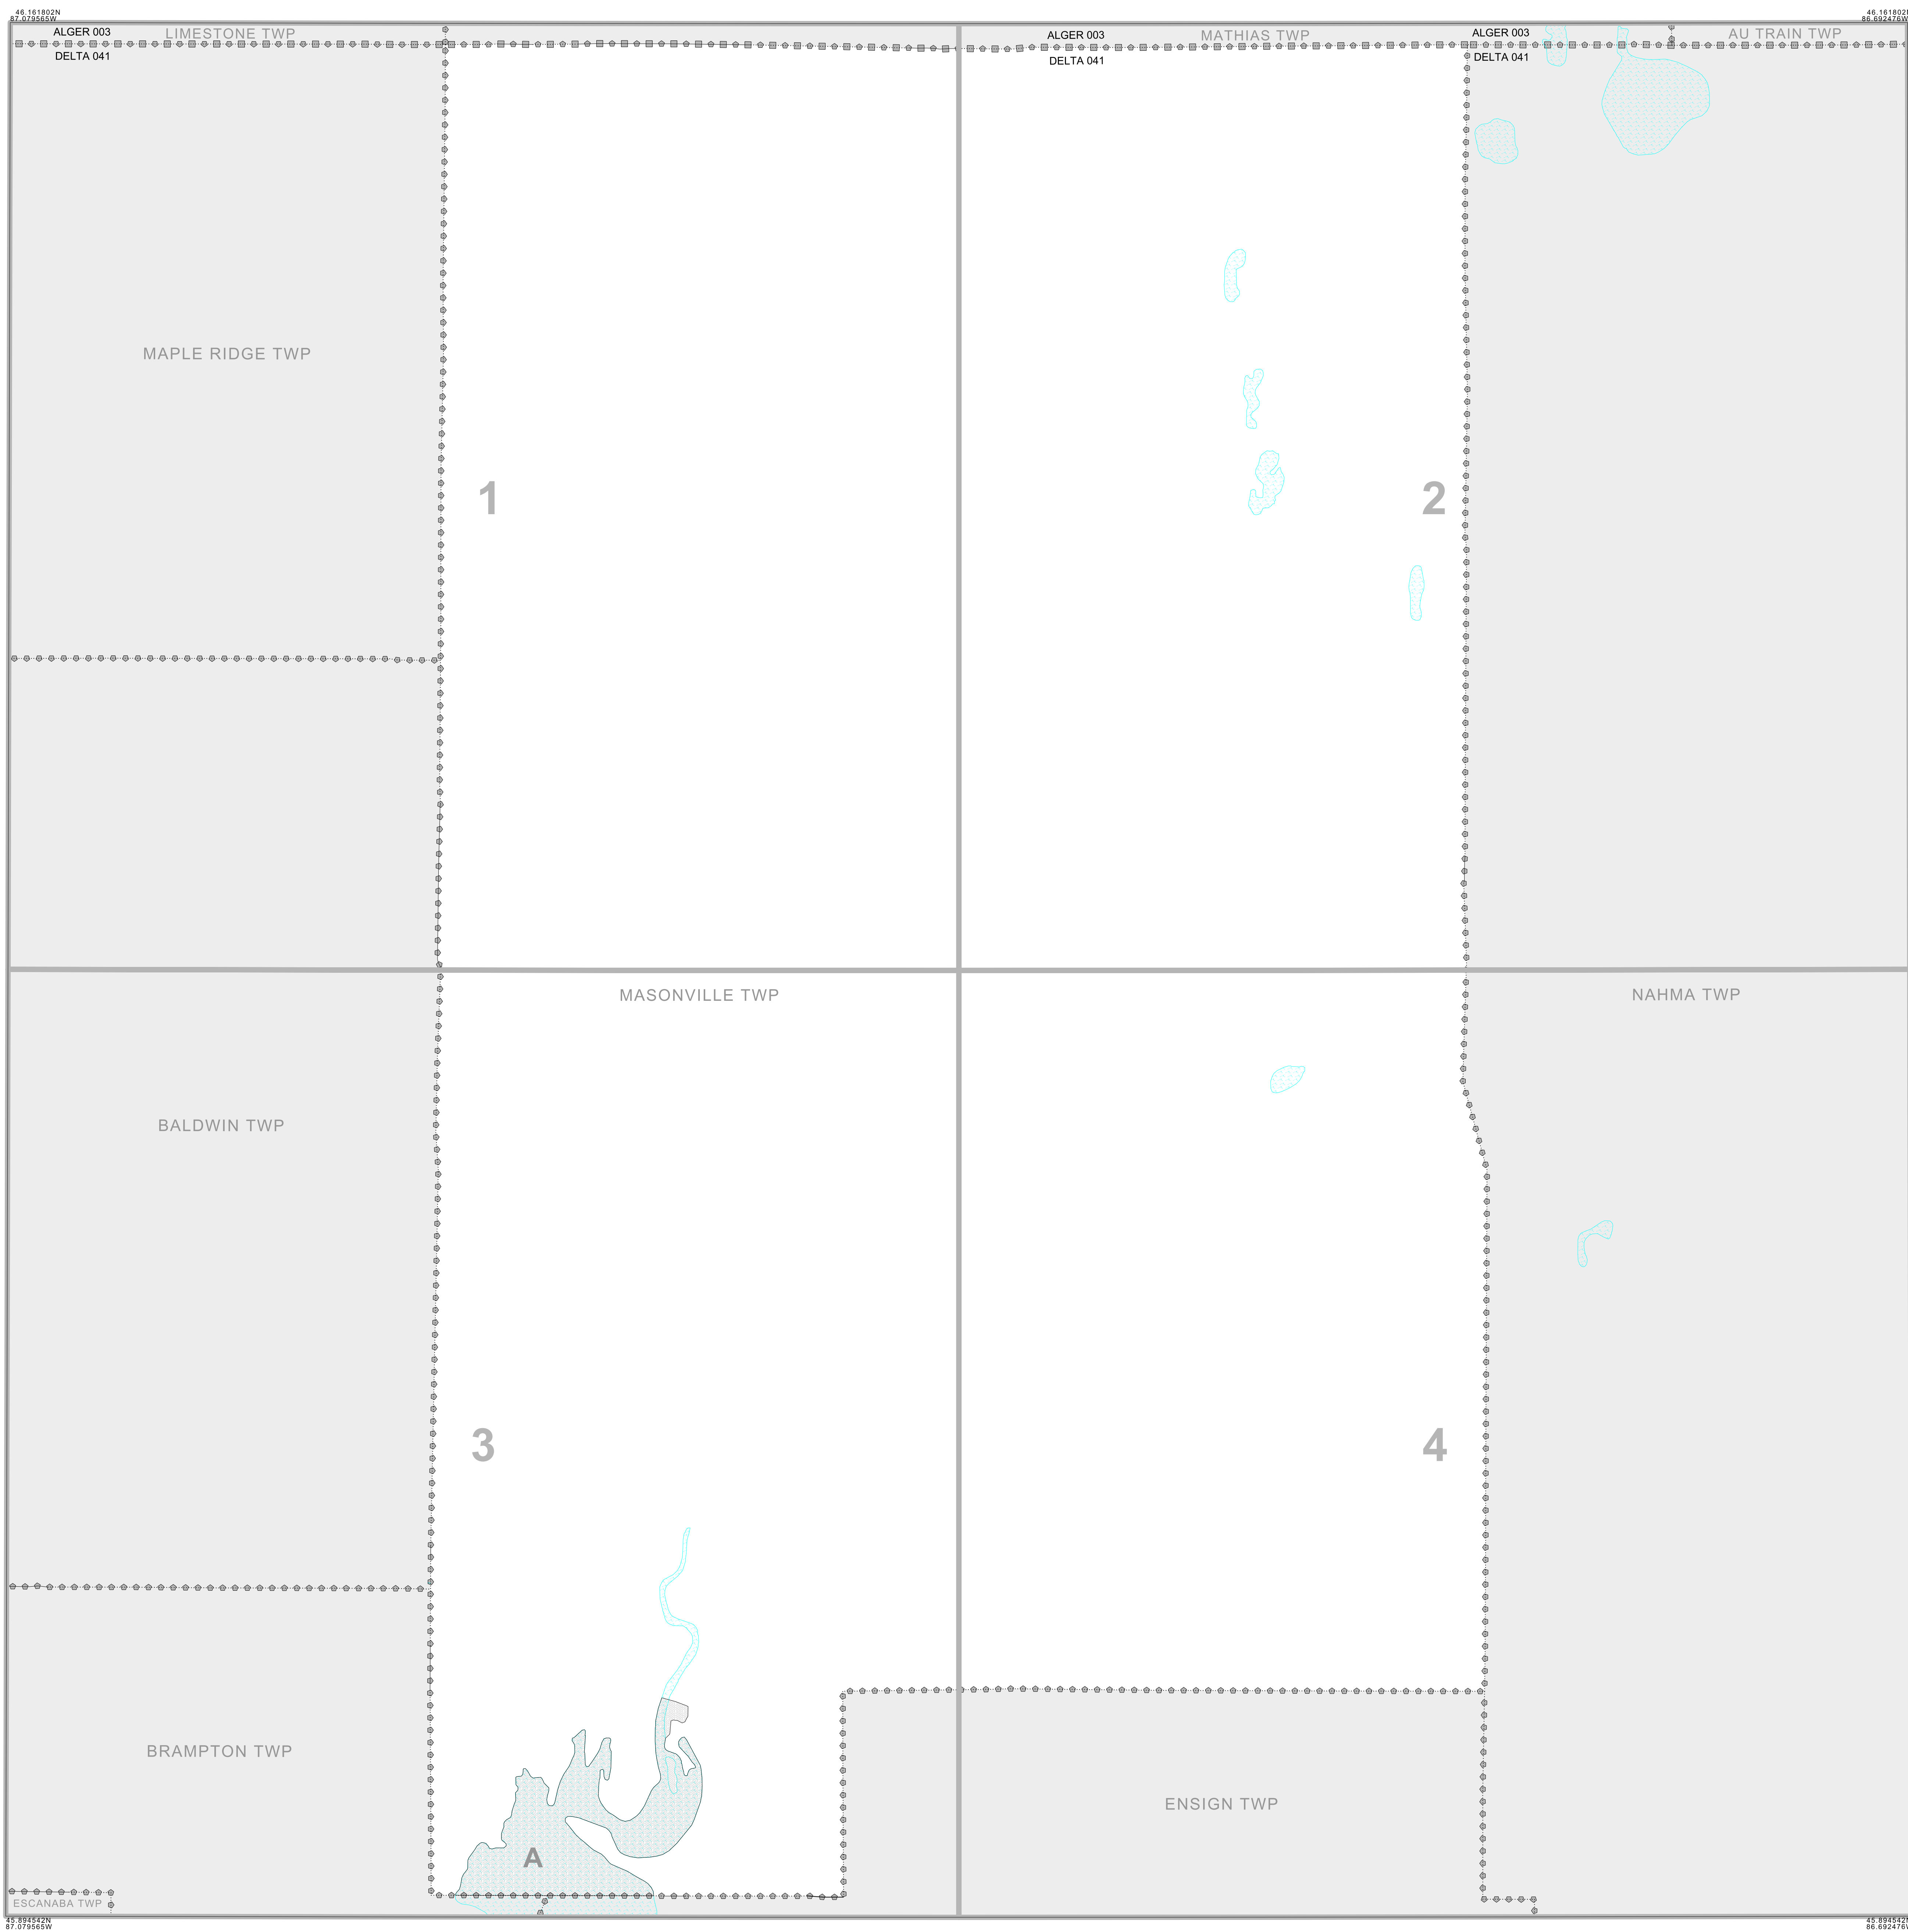 46.161802N
87.079565W
46.161802N
86.692476W
ALGER 003
LIMESTONE TWP
ALGER 003
MATHIAS TWP
ALGER 003
AU TRAIN TWP
DELTA 041
DELTA 041
DELTA 041
MAPLE RIDGE TWP
1
2
MASONVILLE TWP
NAHMA TWP
BALDWIN TWP
3
4
BRAMPTON TWP
ENSIGN TWP
A
ESCANABA TWP
45.894542N
87.079565W
45.894542N
86.692476W